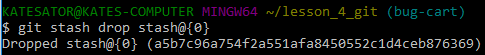 KATESATOR@KATES-COMPUTER MINGW64 ~/lesson_4_git (bug-cart)
$ git stash drop stash@{0}
Dropped stash@{0} (a5b7c96a754f2a551afa8450552c1d4ceb876369)